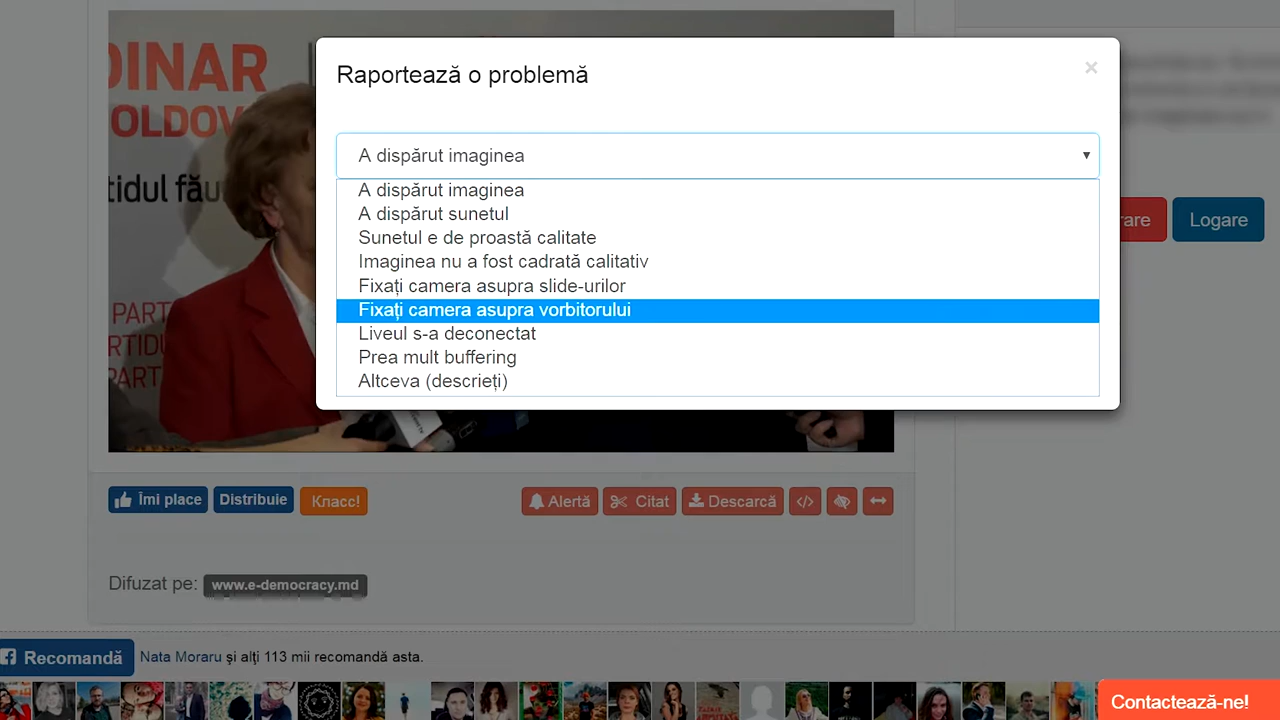 DINAR
OLDOV
tidul fău
PART
RTIDU
PART
Raportează o problemă
×
A dispărut imaginea
A dispărut imaginea
A dispărut sunetul
Sunetul e de proastă calitate
Imaginea nu a fost cadrată calitativ
Fixați camera asupra slide-urilor
Fixați camera asupra vorbitorului
Liveul s-a deconectat
Prea mult buffering
Altceva (descrieți)
rare
Logare
Îmi place
Distribuie
Класс!
Alertă
Citat
Descarcă
</>
Difuzat pe: www.e-democracy.md
Recomandă
Nata Moraru şi alţi 113 mii recomandă asta.
Contactează-ne!